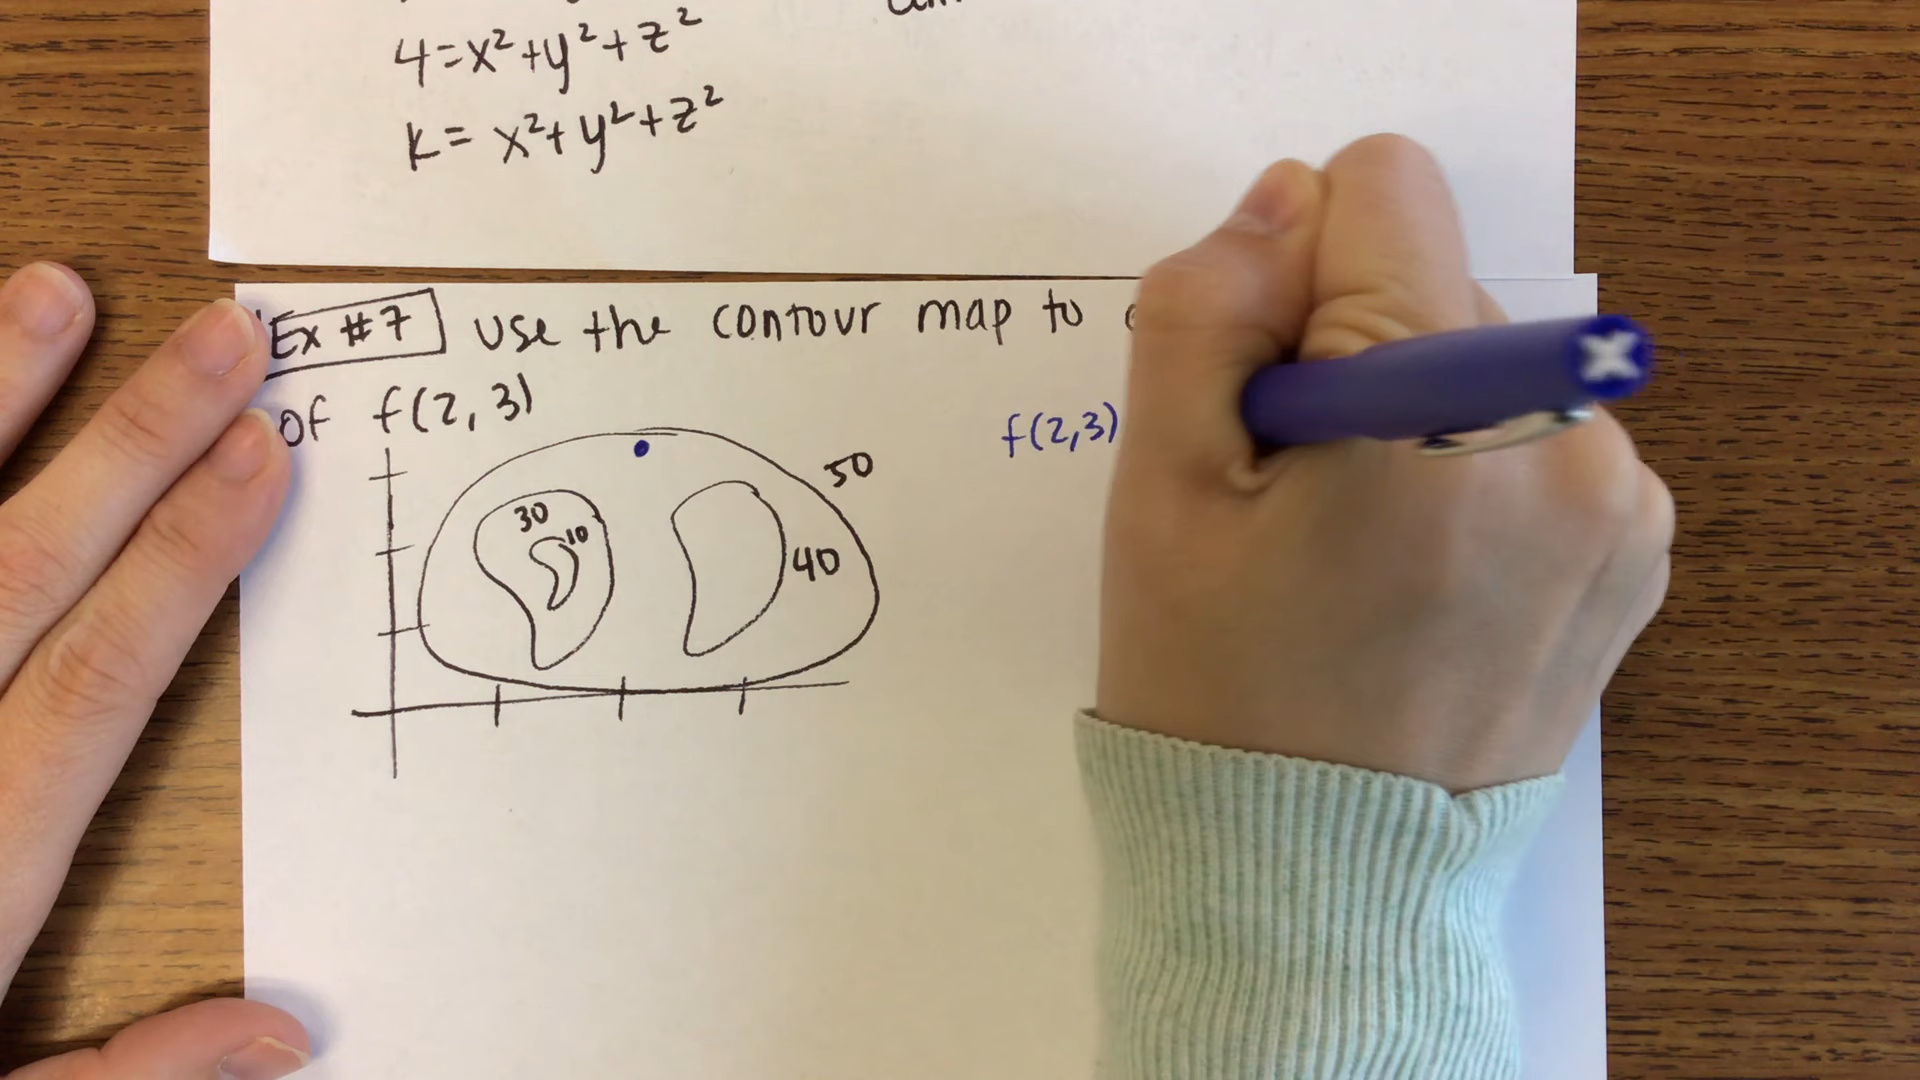 4=x²+y²+z²
k= x²+y²+z²
Ex #7 use the contour map to
of f(2,3)
f(2,3)
50
30
10
40
X